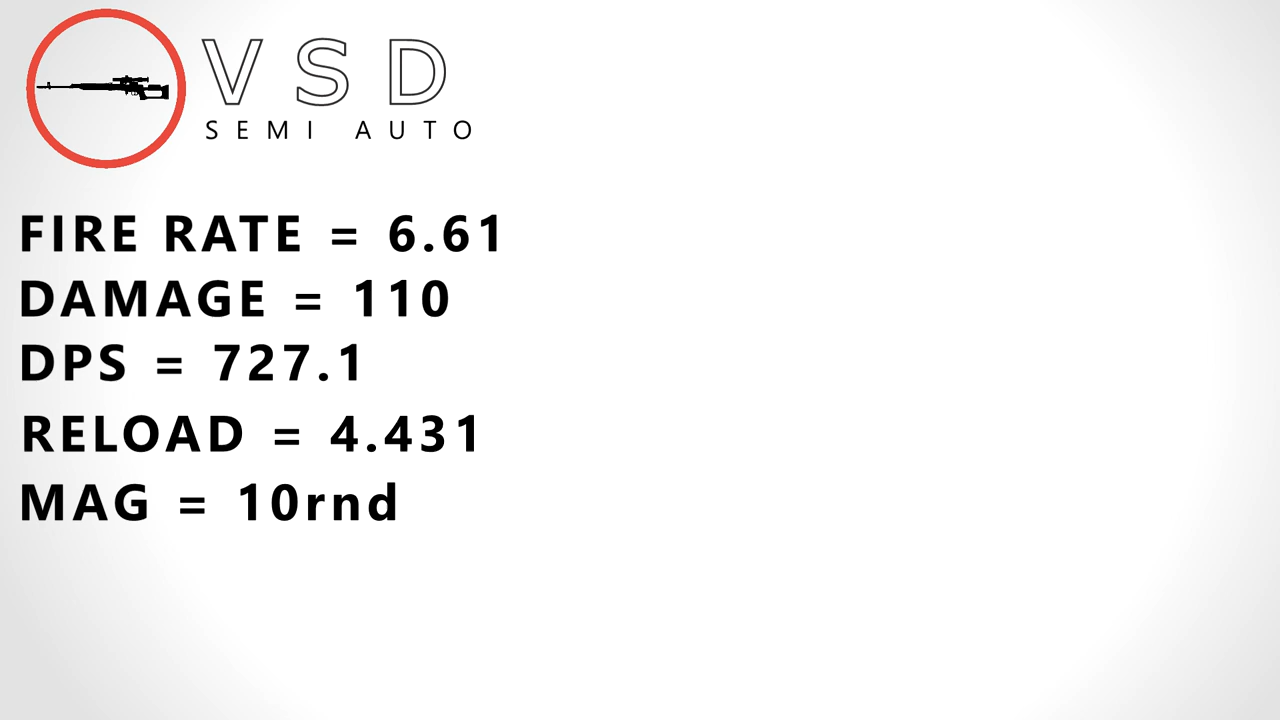 VSD
SEMI AUTO
FIRE RATE = 6.61
DAMAGE = 110
DPS = 727.1
RELOAD = 4.431
MAG = 10rnd